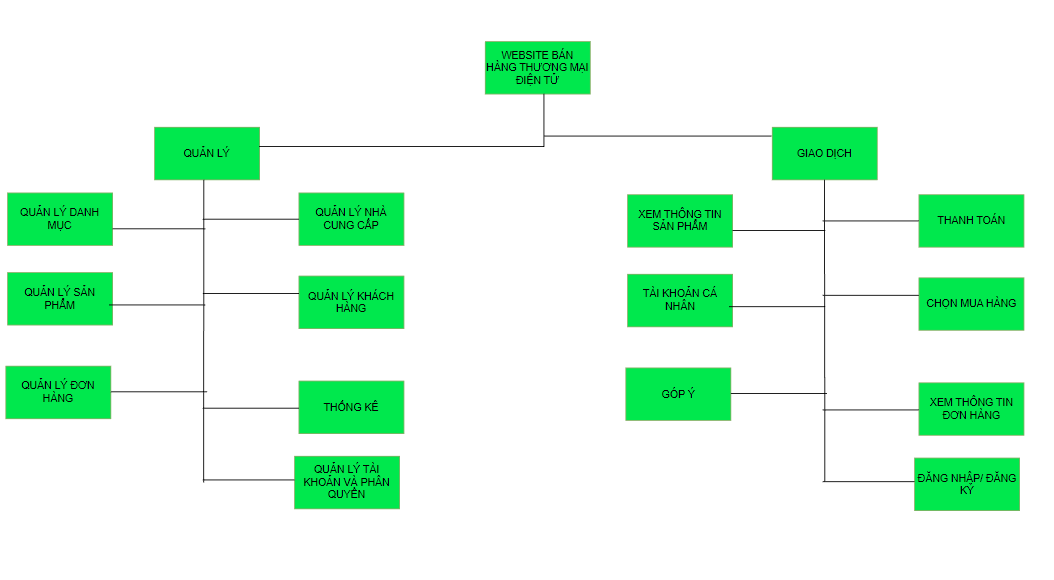 WEBSITE BÁN
HÀNG THƯƠNG MẠI
ĐIỆN TỬ
QUẢN LÝ
GIAO DỊCH
QUẢN LÝ DANH
MỤC
QUẢN LÝ NHÀ
CUNG CẤP
XEM THÔNG TIN
SẢN PHẨM
THANH TOÁN
QUẢN LÝ SẢN
PHẨM
QUẢN LÝ KHÁCH
HÀNG
TÀI KHOẢN CÁ
NHÂN
CHỌN MUA HÀNG
QUẢN LÝ ĐƠN
HÀNG
THỐNG KÊ
GÓP Ý
XEM THÔNG TIN
ĐƠN HÀNG
QUẢN LÝ TÀI
KHOẢN VÀ PHÂN
QUYỀN
ĐĂNG NHẬP/ ĐĂNG
KÝ